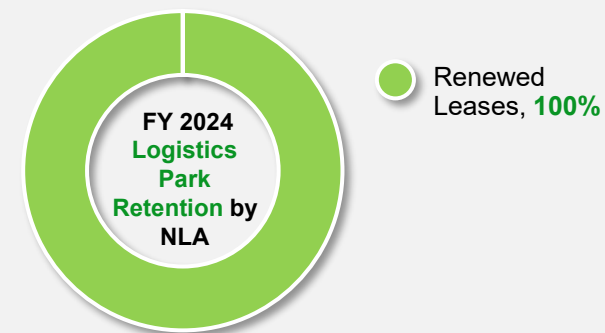 FY 2024
Logistics
Park
Retention by
NLA
Renewed
Leases, 100%